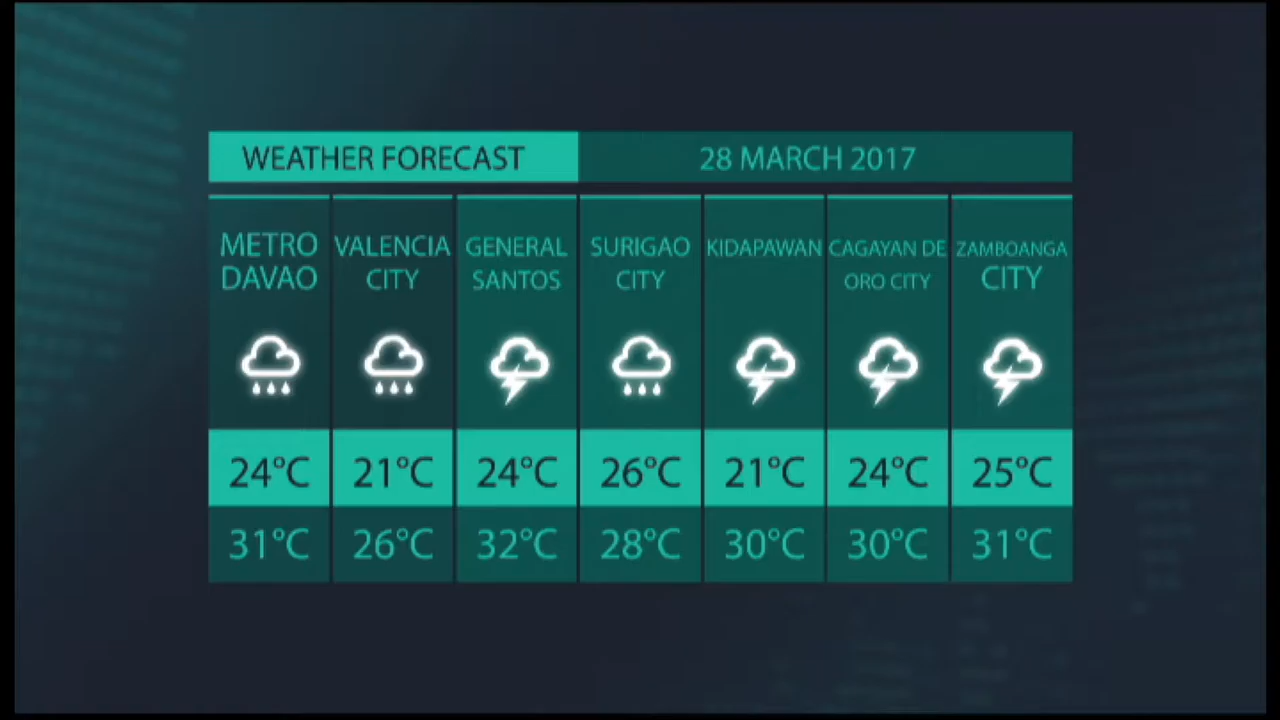 WEATHER FORECAST
28 MARCH 2017
METRO
DAVAO
VALENCIA
CITY
GENERAL
SANTOS
SURIGAO
CITY
KIDAPAWAN
CAGAYAN DE
ORO CITY
ZAMBOANGA
CITY
24°C 21°C 24°C 26°C 21°C 24°C 25°C
31°C 26°C 32°C 28°C 30°C 30°C 31°C